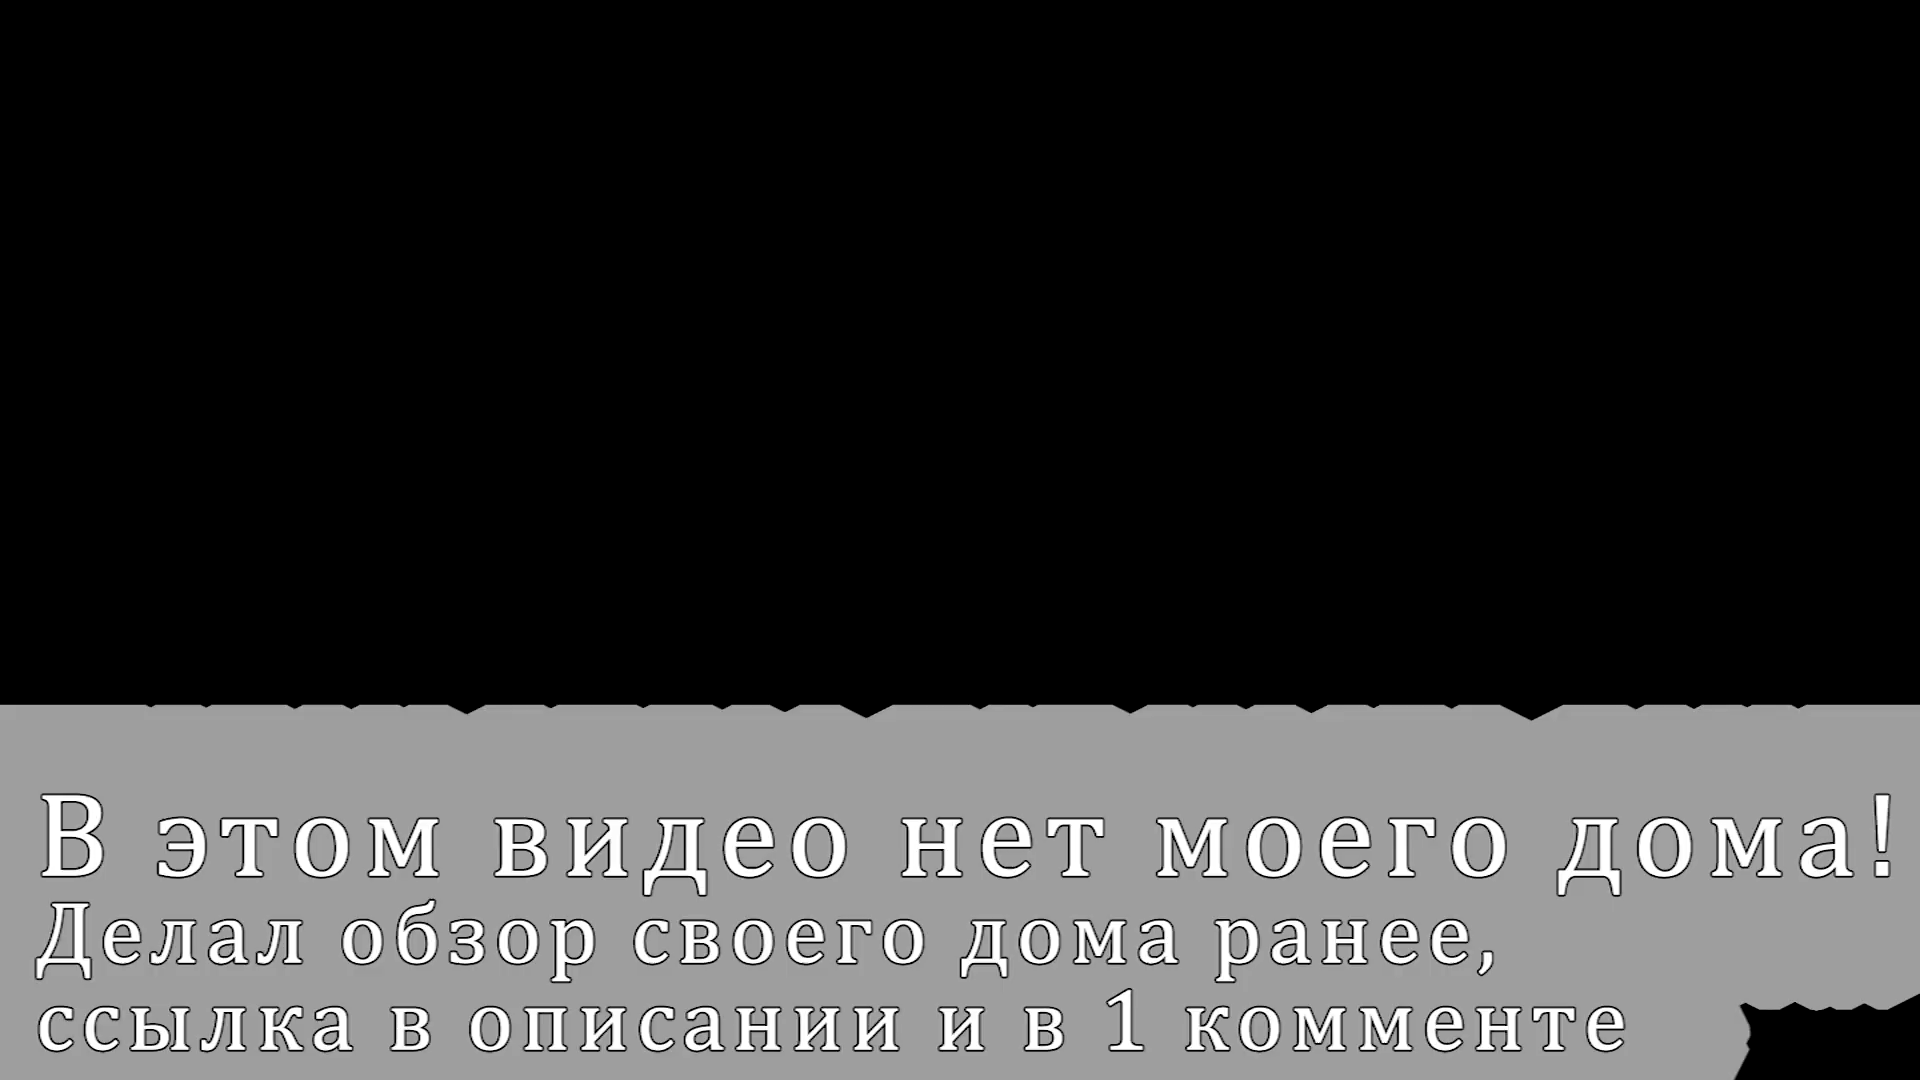 В этом видео нет моего дома!
Делал обзор своего дома ранее,
ссылка в описании и в 1 комменте